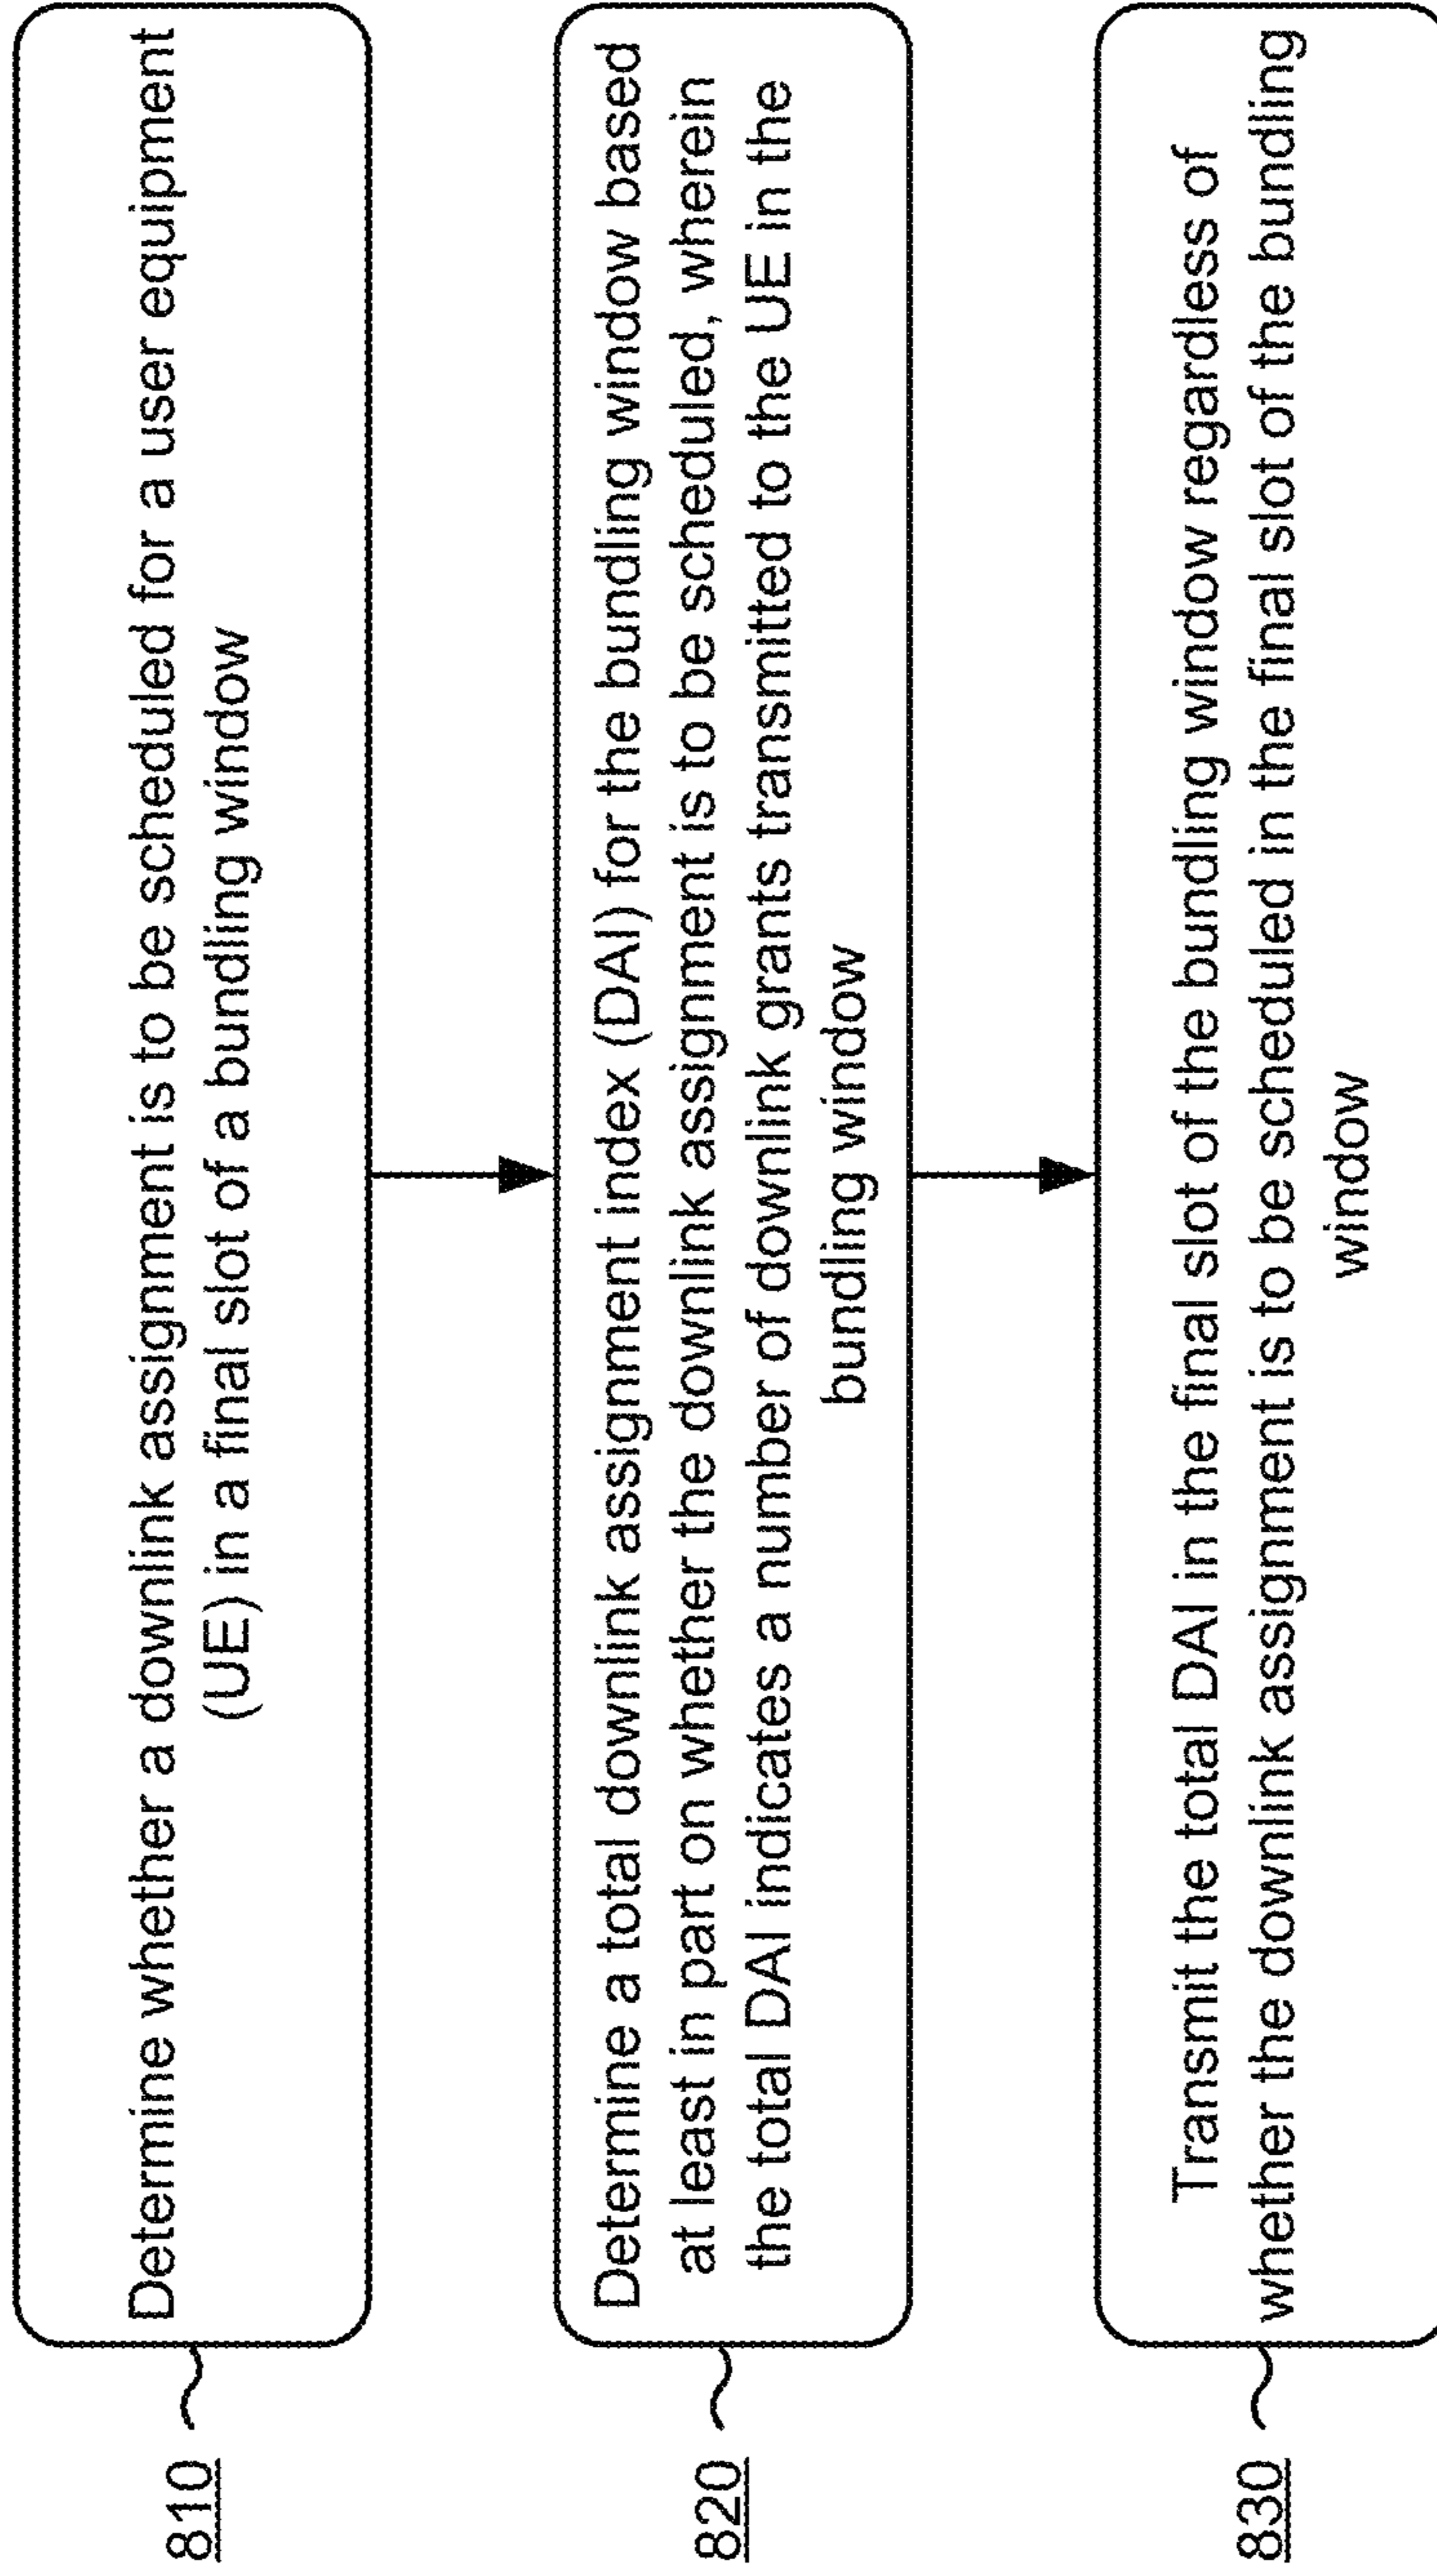 810
Determine whether a downlink assignment is to be scheduled for a user equipment
(UE) in a final slot of a bundling window
820
Determine a total downlink assignment index (DAI) for the bundling window based
at least in part on whether the downlink assignment is to be scheduled, wherein
the total DAI indicates a number of downlink grants transmitted to the UE in the
bundling window
830
Transmit the total DAI in the final slot of the bundling window regardless of
whether the downlink assignment is to be scheduled in the final slot of the bundling
window